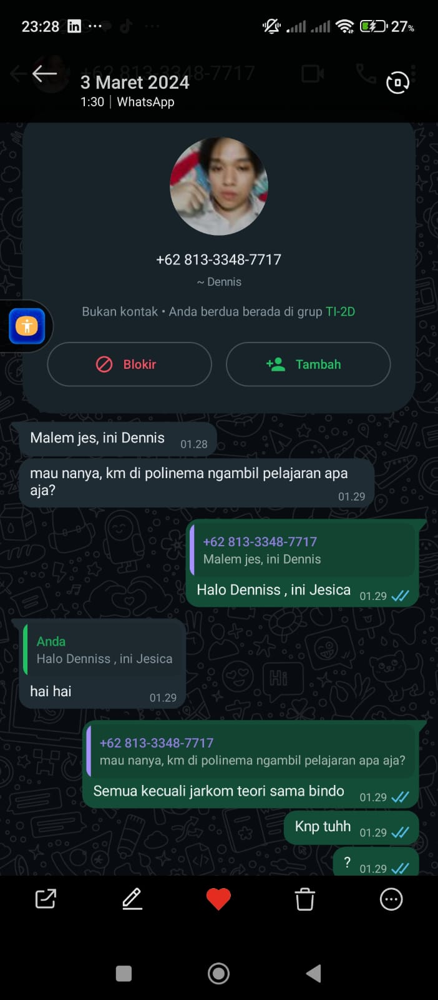 23:28
27%
+62 813-3348-7717
3 Maret 2024
1:30 | WhatsApp
+62 813-3348-7717
~ Dennis
Bukan kontak • Anda berdua berada di grup TI-2D
Blokir
Tambah
Malem jes, ini Dennis 01.28
mau nanya, km di polinema ngambil pelajaran apa
aja? 01.29
+62 813-3348-7717
Malem jes, ini Dennis
Halo Denniss , ini Jesica 01.29
Anda
Halo Denniss , ini Jesica
hai hai 01.29
+62 813-3348-7717
mau nanya, km di polinema ngambil pelajaran apa aja?
Semua kecuali jarkom teori sama bindo 01.29
Knp tuhh 01.29
? 01.29